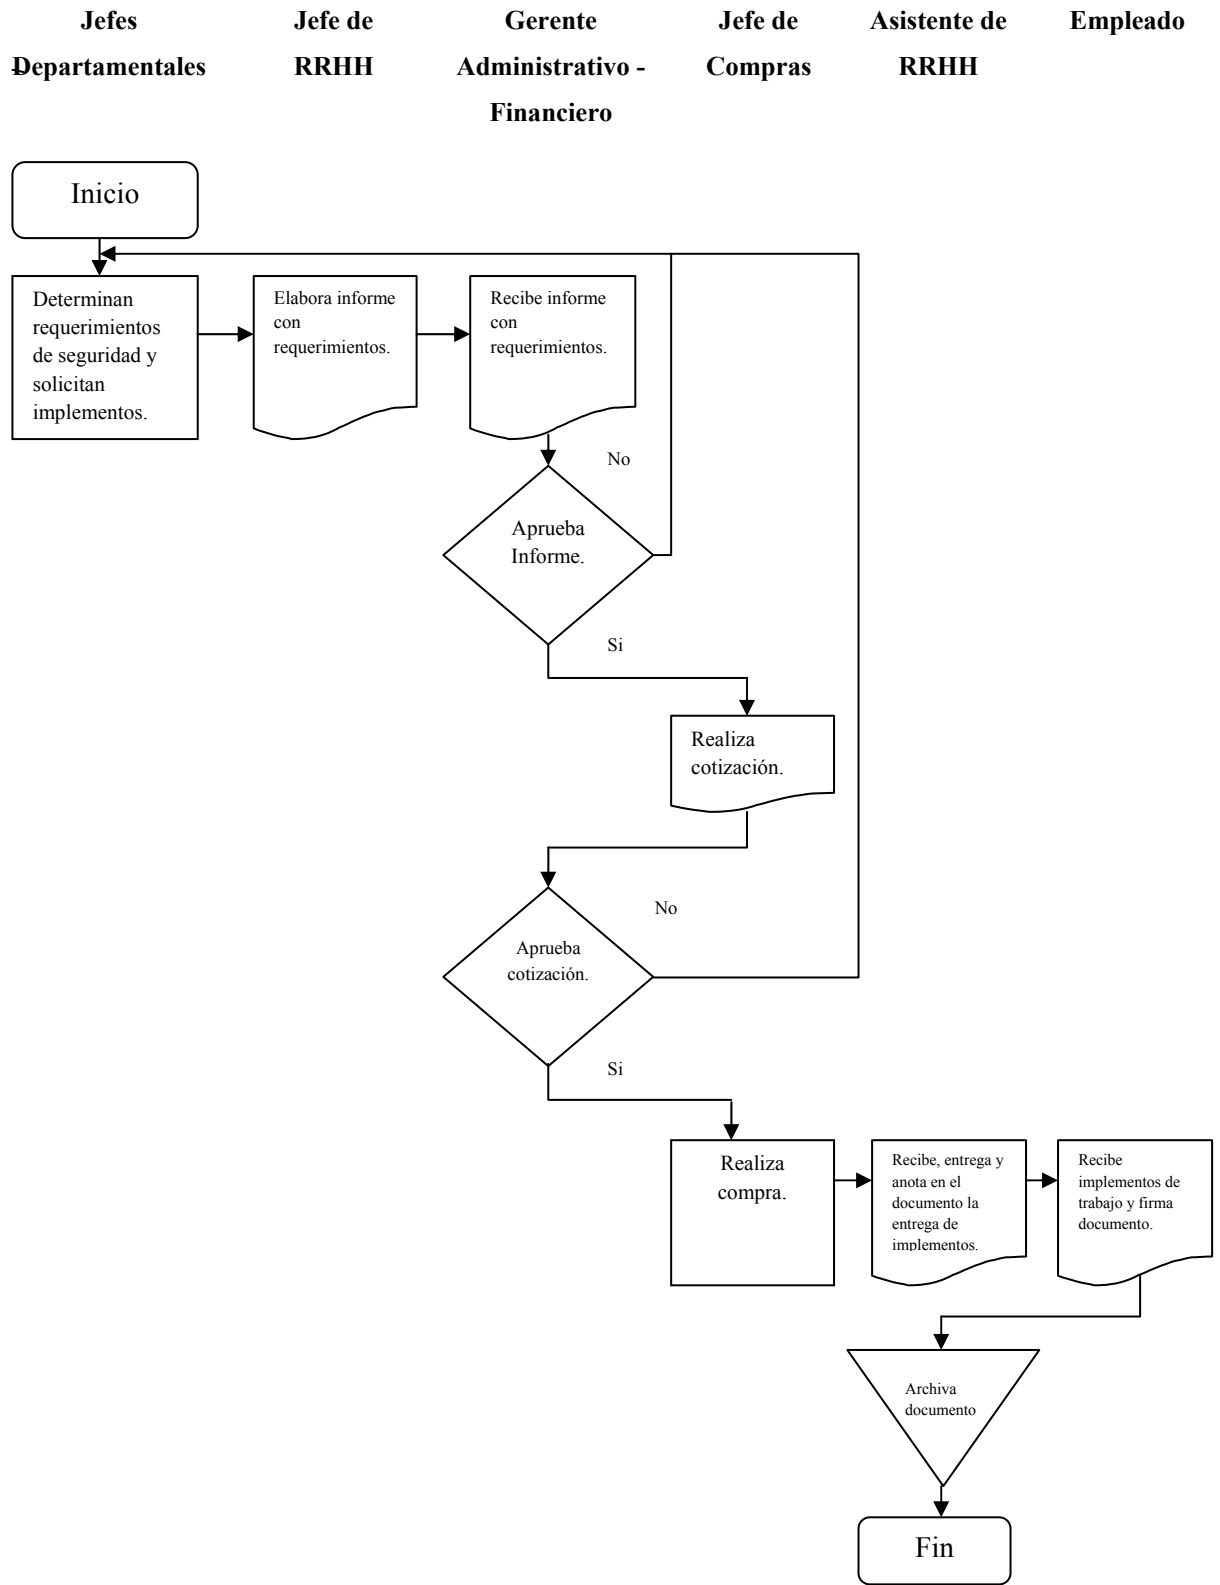 Jefes
Departamentales
Jefe de
RRHH
Gerente
Administrativo -
Financiero
Jefe de
Compras
Asistente de
RRHH
Empleado
Inicio
Determinan
requerimientos
de seguridad y
solicitan
implementos.
Elabora informe
con
requerimientos.
Recibe informe
con
requerimientos.
No
Aprueba
Informe.
Si
Realiza
cotización.
No
Aprueba
cotización.
Si
Realiza
compra.
Recibe, entrega y
anota en el
documento la
entrega de
implementos.
Recibe
implementos de
trabajo y firma
documento.
Archiva
documento
Fin